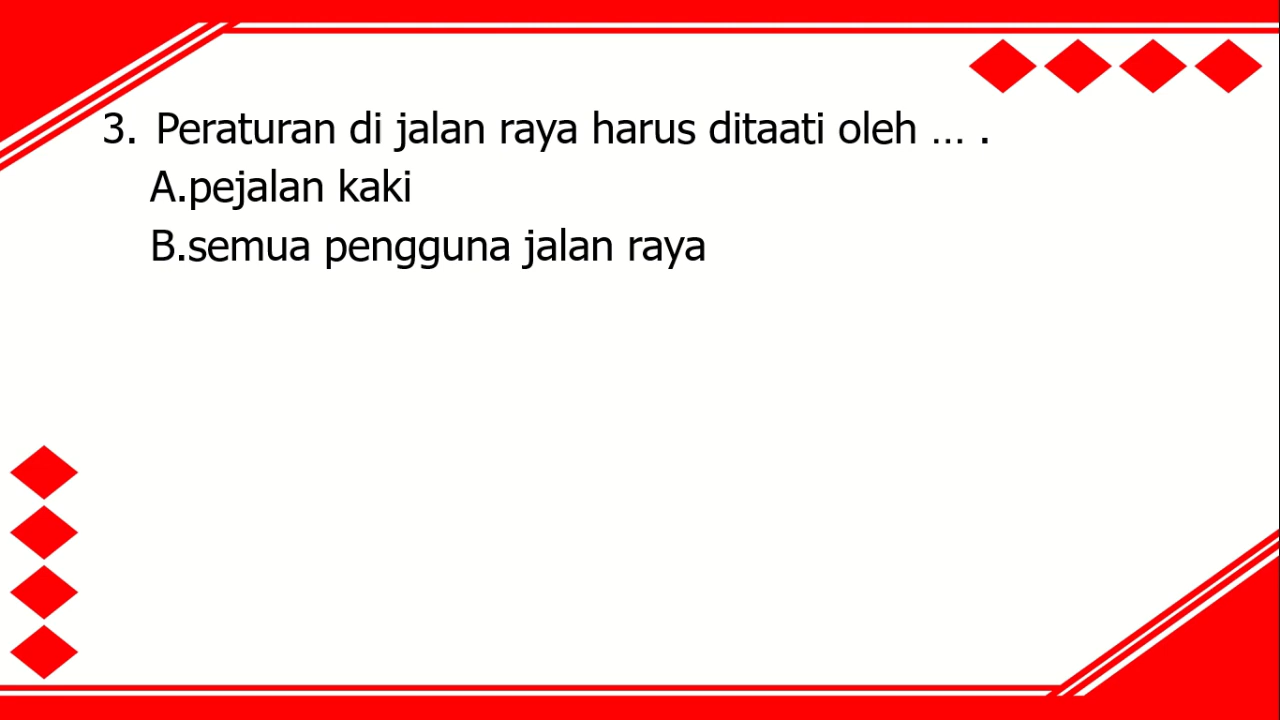 3. Peraturan di jalan raya harus ditaati oleh ... .
A.pejalan kaki
B.semua pengguna jalan raya